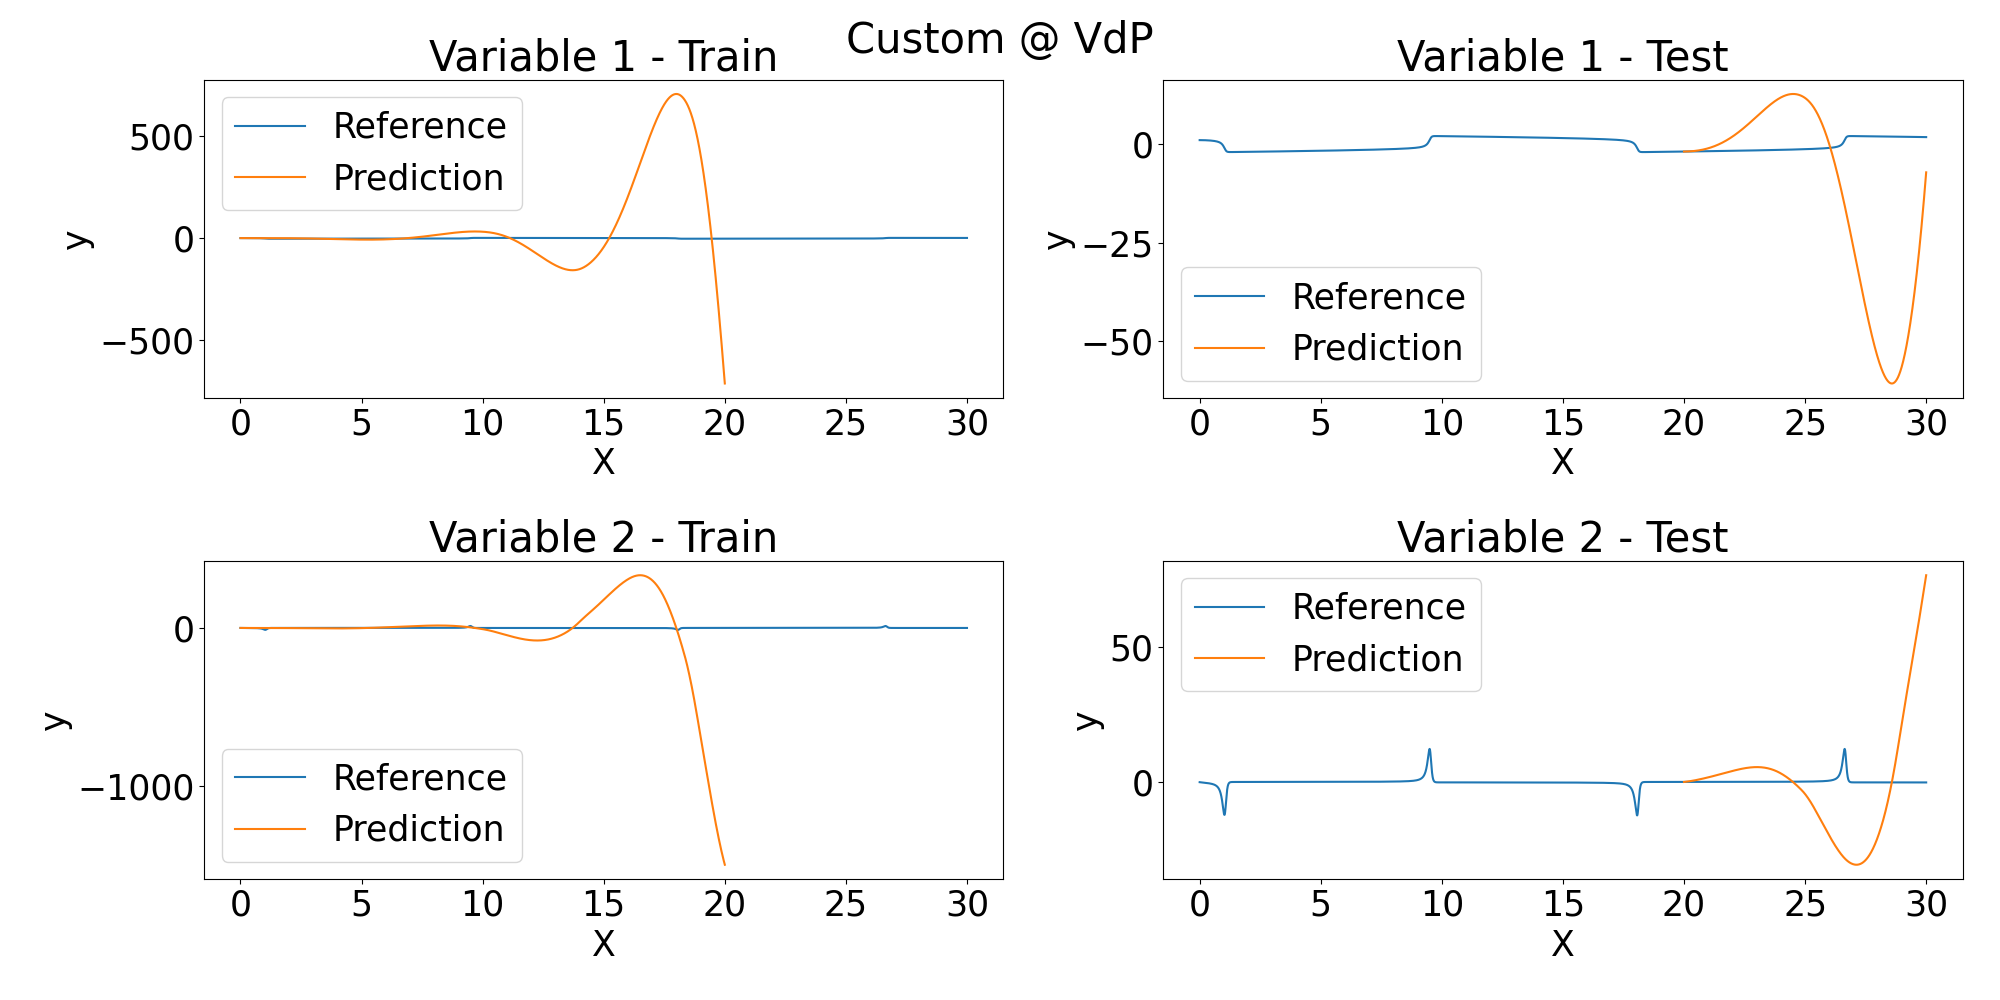 Custom @ VdP
Variable 1 - Train
500
0
−500
y
Reference
Prediction
0 5 10 15 20 25 30
X
Variable 1 - Test
0
−25
−50
y
Reference
Prediction
0 5 10 15 20 25 30
X
Variable 2 - Train
0
−1000
y
Reference
Prediction
0 5 10 15 20 25 30
X
Variable 2 - Test
50
0
y
Reference
Prediction
0 5 10 15 20 25 30
X